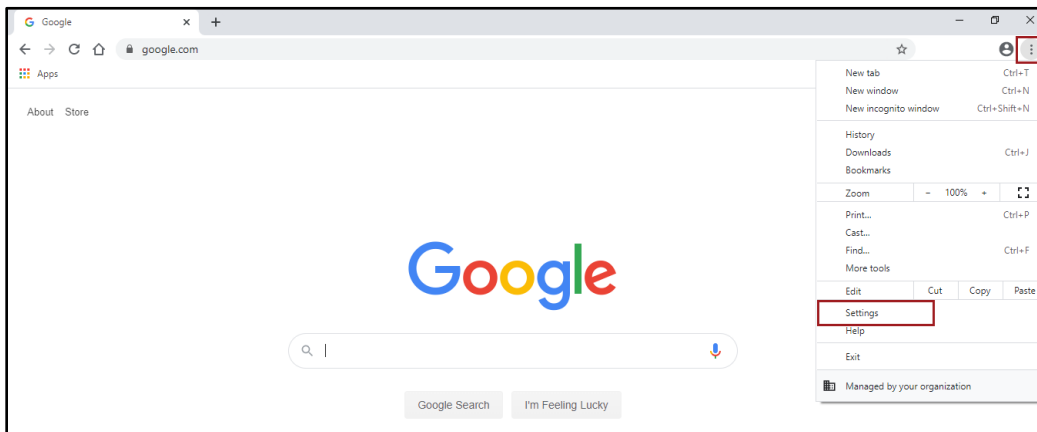 Google
google.com
Apps
About Store
New tab Ctrl+T
New window Ctrl+N
New incognito window Ctrl+Shift+N
History
Downloads Ctrl+J
Bookmarks
Zoom - 100% +
Print... Ctrl+P
Cast...
Find... Ctrl+F
More tools
Edit Cut Copy Paste
Settings
Help
Exit
Managed by your organization
Google
Google Search I'm Feeling Lucky